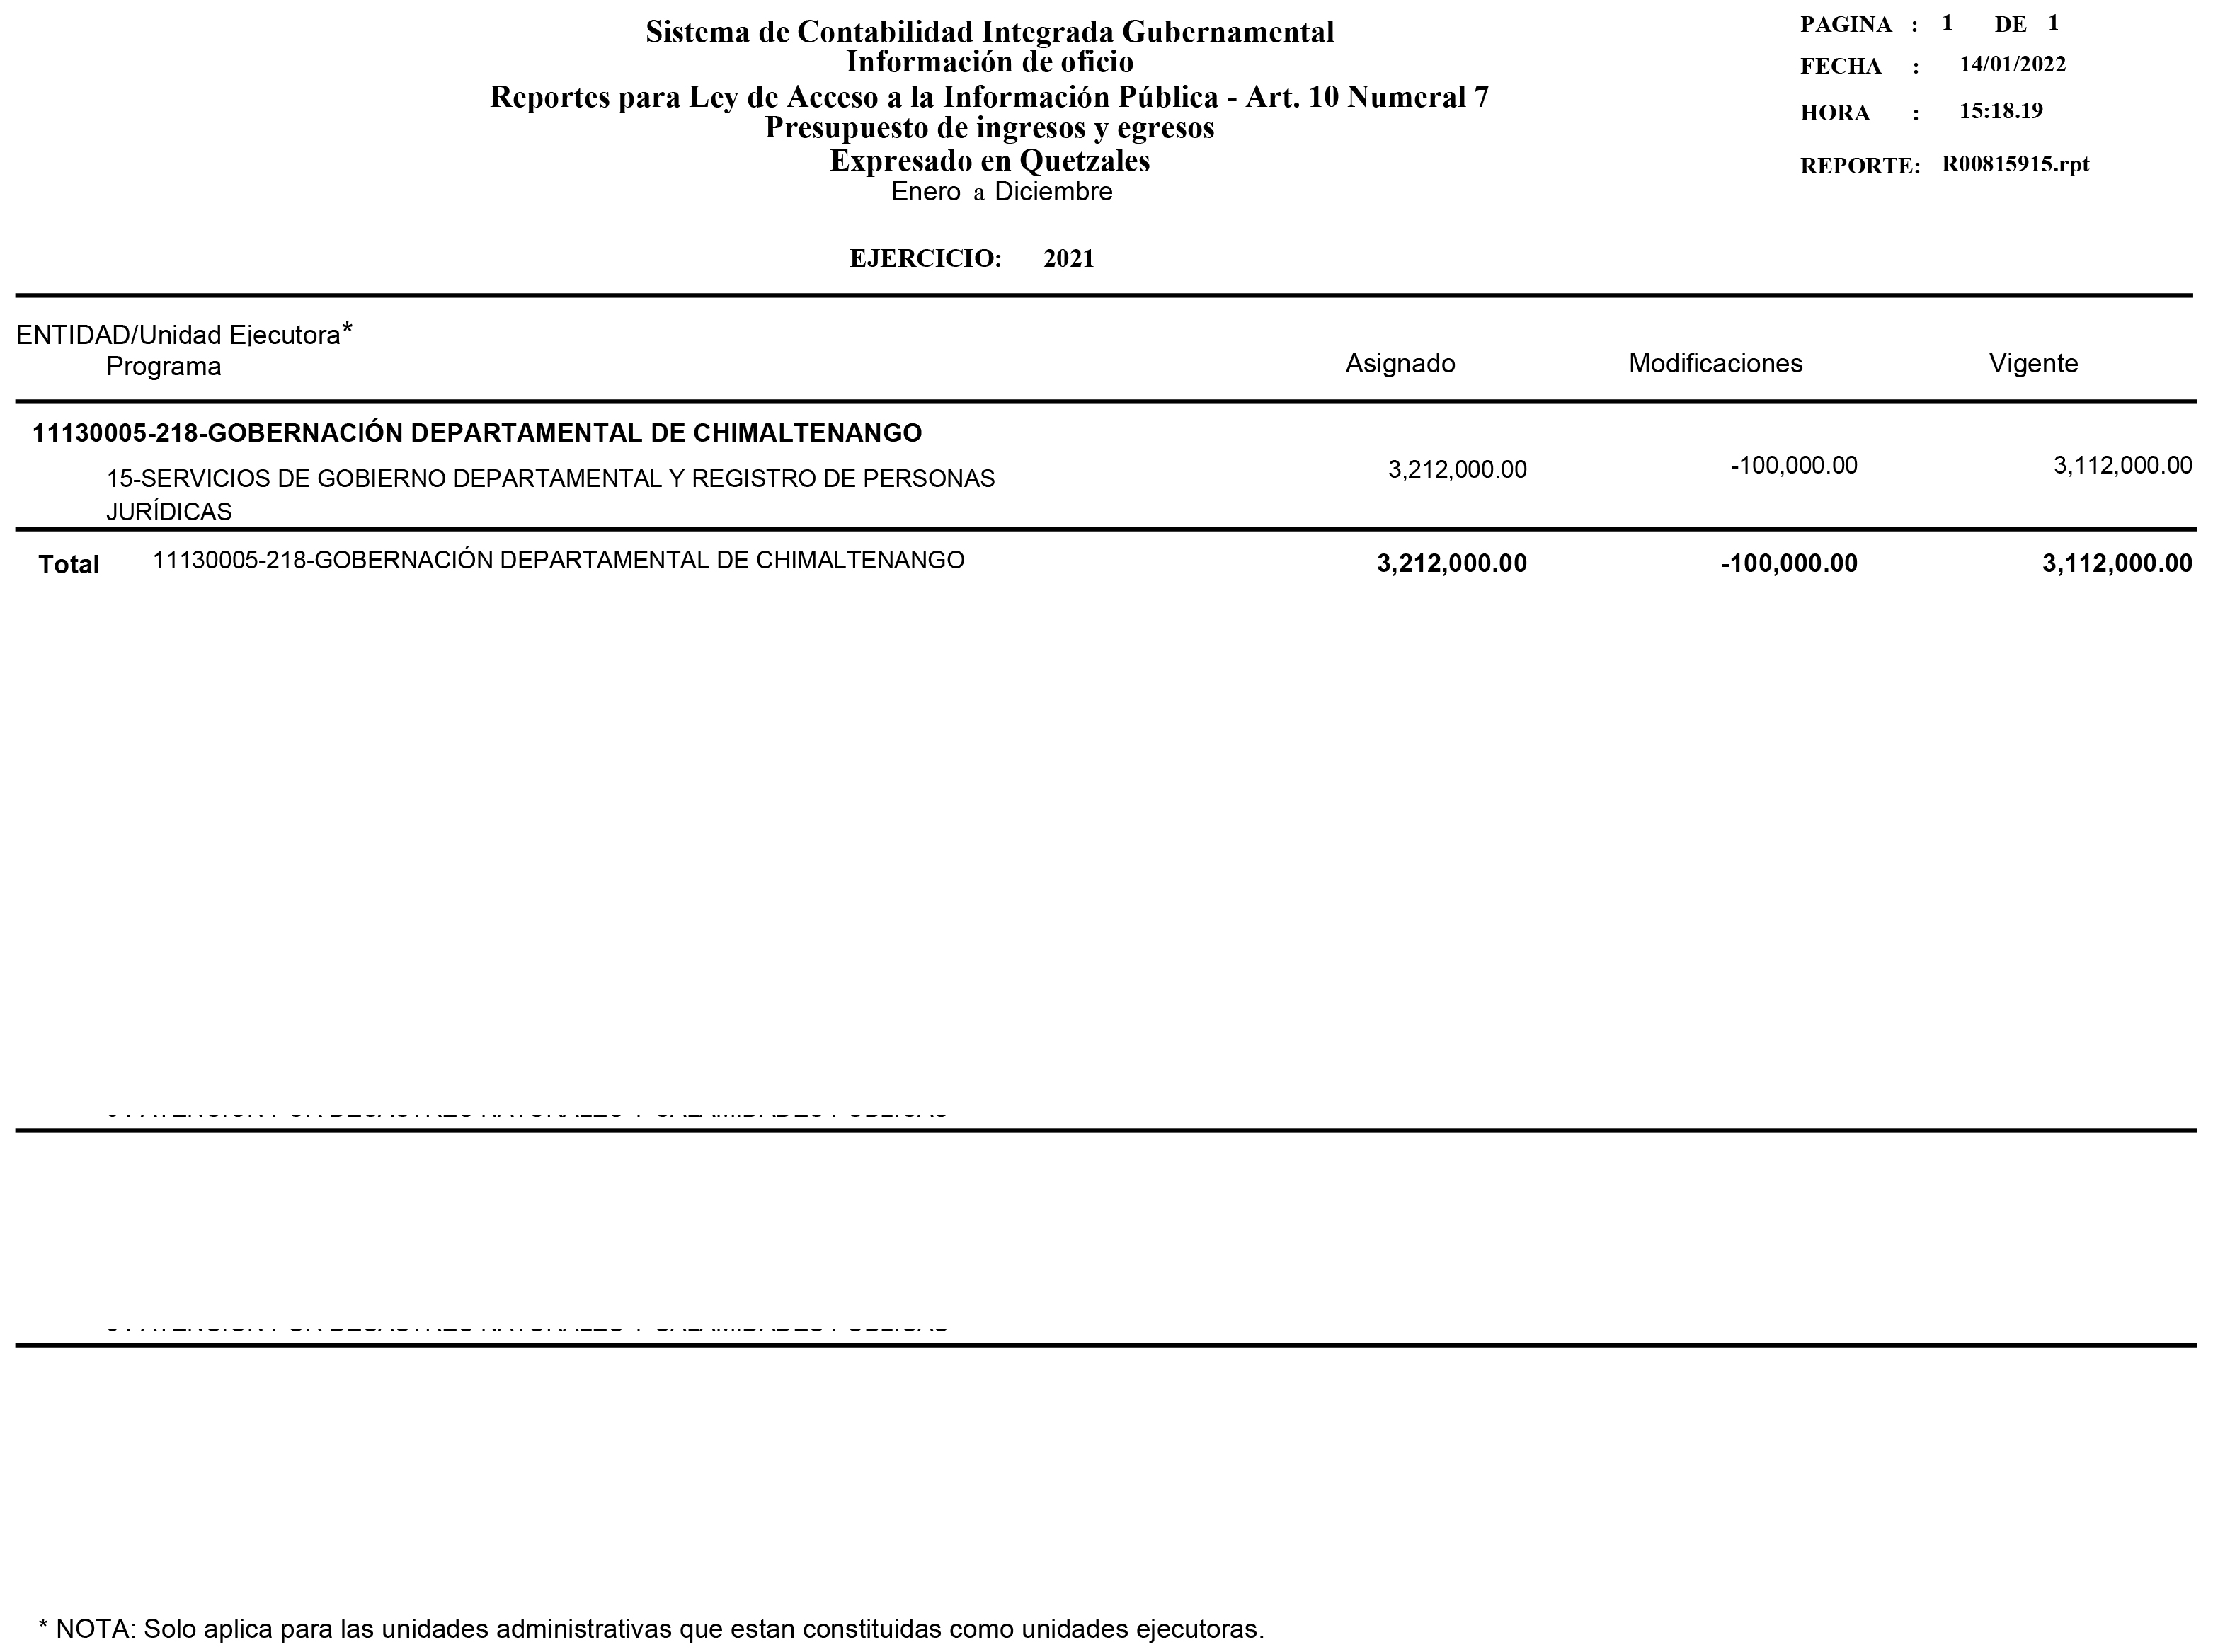 Sistema de Contabilidad Integrada Gubernamental
Información de oficio
Reportes para Ley de Acceso a la Información Pública - Art. 10 Numeral 7
Presupuesto de ingresos y egresos
Expresado en Quetzales
Enero a Diciembre
EJERCICIO: 2021
PAGINA : 1 DE 1
FECHA : 14/01/2022
HORA : 15:18.19
REPORTE: R00815915.rpt
ENTIDAD/Unidad Ejecutora*
Programa Asignado Modificaciones Vigente
11130005-218-GOBERNACIÓN DEPARTAMENTAL DE CHIMALTENANGO
15-SERVICIOS DE GOBIERNO DEPARTAMENTAL Y REGISTRO DE PERSONAS 3,212,000.00 -100,000.00 3,112,000.00
JURÍDICAS
Total 11130005-218-GOBERNACIÓN DEPARTAMENTAL DE CHIMALTENANGO 3,212,000.00 -100,000.00 3,112,000.00
* NOTA: Solo aplica para las unidades administrativas que estan constituidas como unidades ejecutoras.